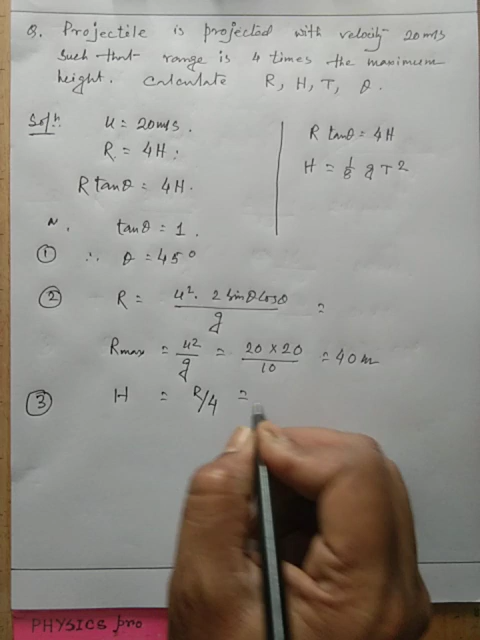 Q. Projectile is projected with velocity 20 m/s
such that range is 4 times the maximum
height. Calculate R, H, T, θ.
Solⁿ: u = 20 m/s.
R = 4H.
R tanθ = 4H.
tanθ = 1.
① ∴ θ = 45°
② R = u². 2 sinθ cosθ / g =
Rmax = u²/g = 20 × 20 / 10 = 40 m
③ H = R/4 =
R tanθ = 4H
H = 1/8 g T²
PHYSICS pro